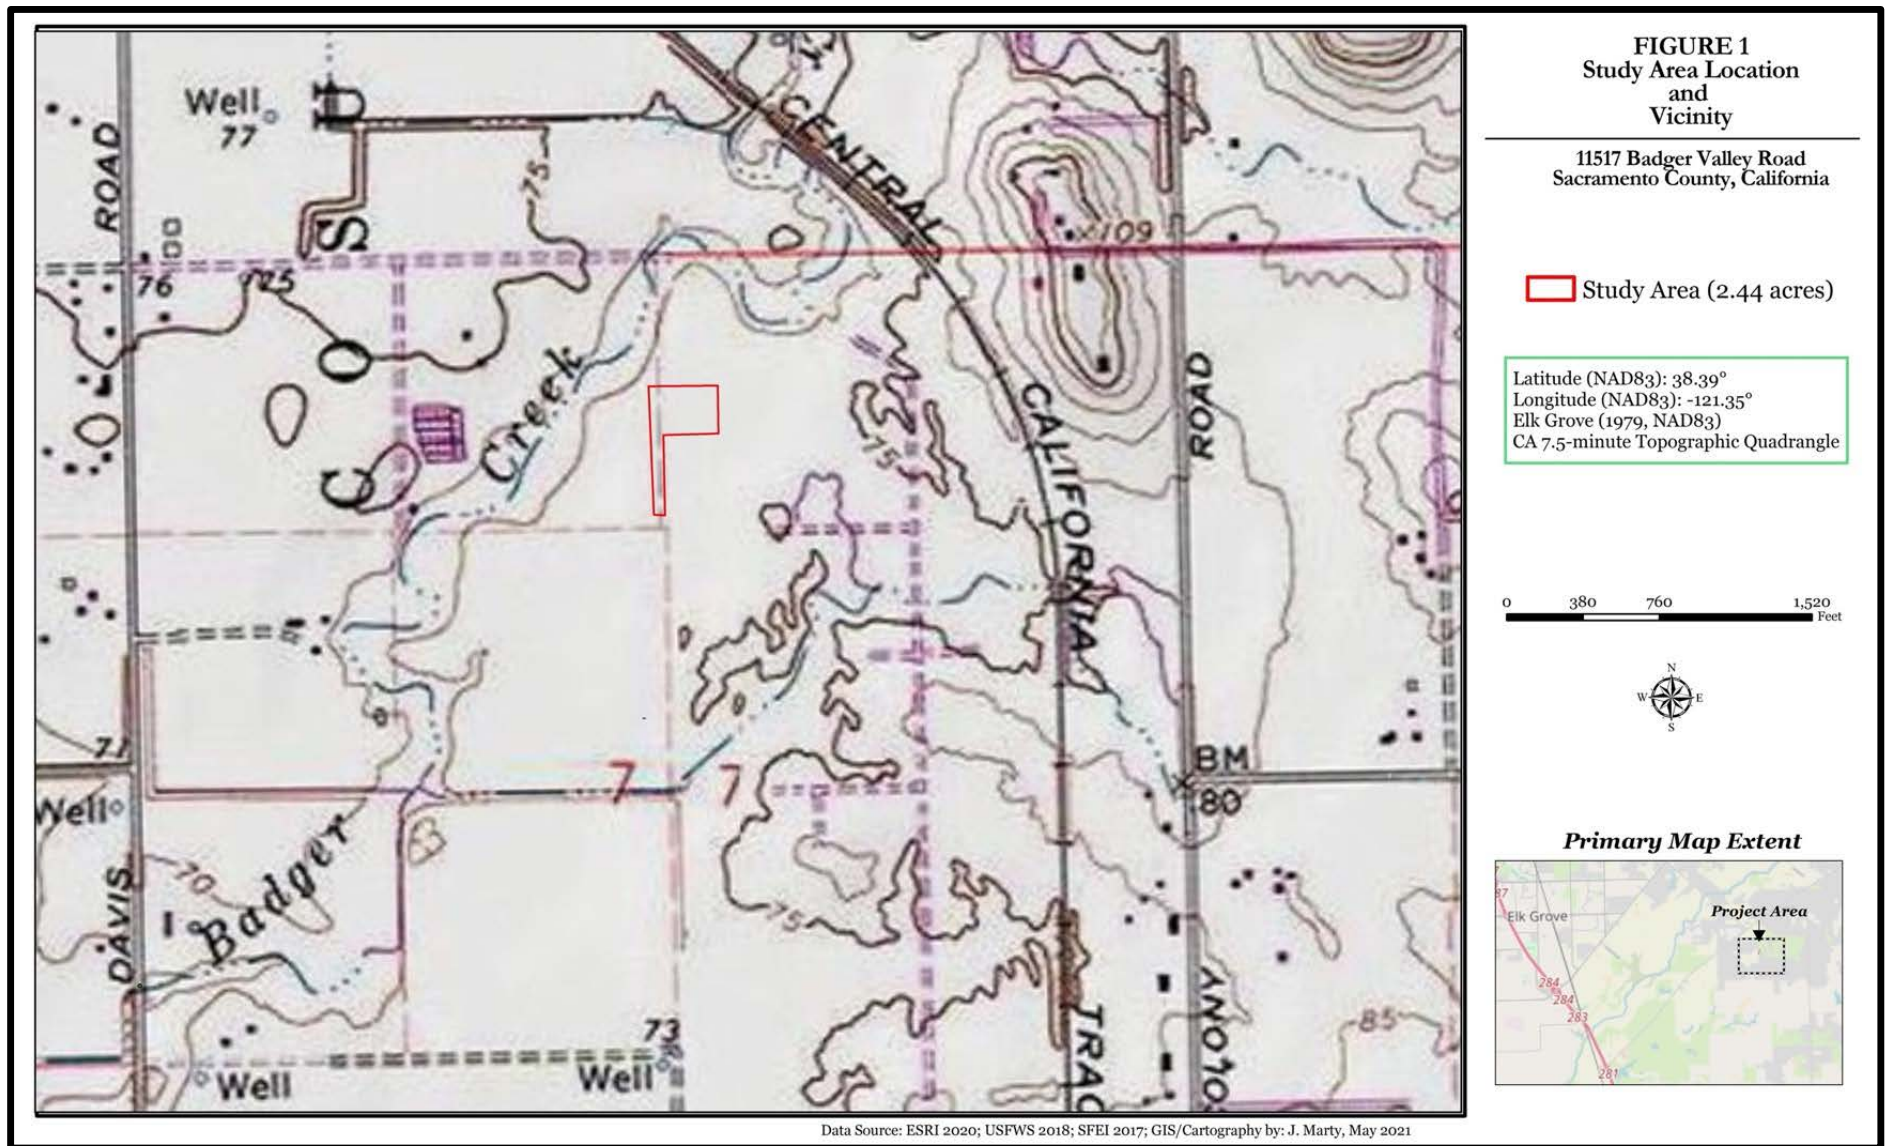 FIGURE 1
Study Area Location
and
Vicinity
11517 Badger Valley Road
Sacramento County, California
Study Area (2.44 acres)
Latitude (NAD83): 38.39°
Longitude (NAD83): -121.35°
Elk Grove (1979, NAD83)
CA 7.5-minute Topographic Quadrangle
0 380 760 1,520
Feet
N
W E
S
Primary Map Extent
Project Area
Elk Grove
284
284
283
281
Well
77
ROAD
U
S
O
C
75
CENTRAL
109
76
75
Creek
ROAD
CALIFORNIA
75
71
Well
7 7
BM
80
DAVIS
70
Badger
75
73
Well
Well
TRAC
COLONY
85
Data Source: ESRI 2020; USFWS 2018; SFEI 2017; GIS/Cartography by: J. Marty, May 2021